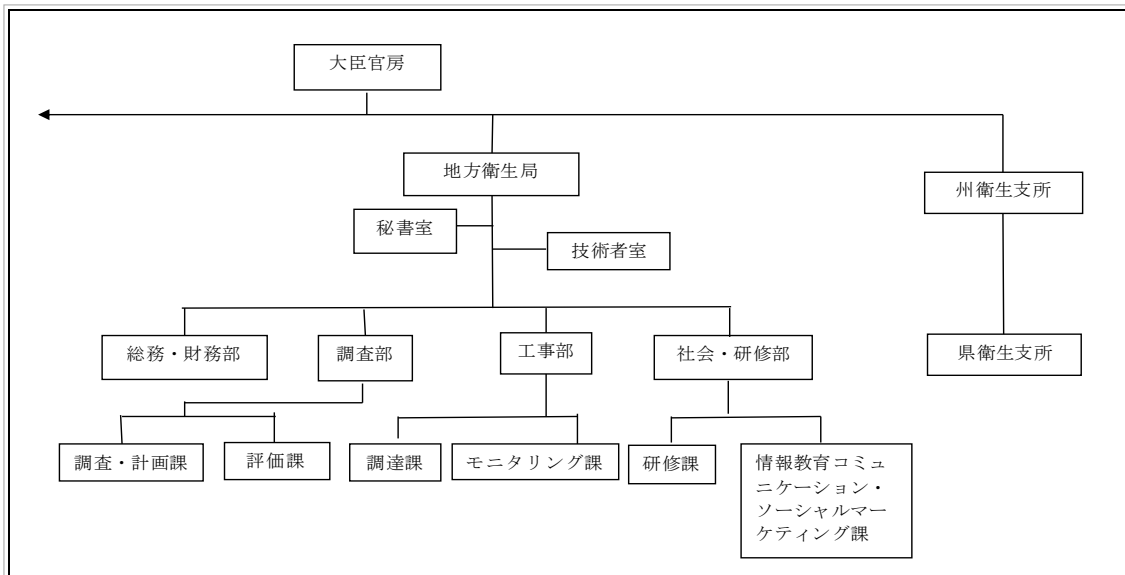 大臣官房
地方衛生局
州衛生支所
秘書室
技術者室
総務・財務部
調査部
工事部
社会・研修部
県衛生支所
調査・計画課
評価課
調達課
モニタリング課
研修課
情報教育コミュ
ニケーション・
ソーシャルマー
ケティング課